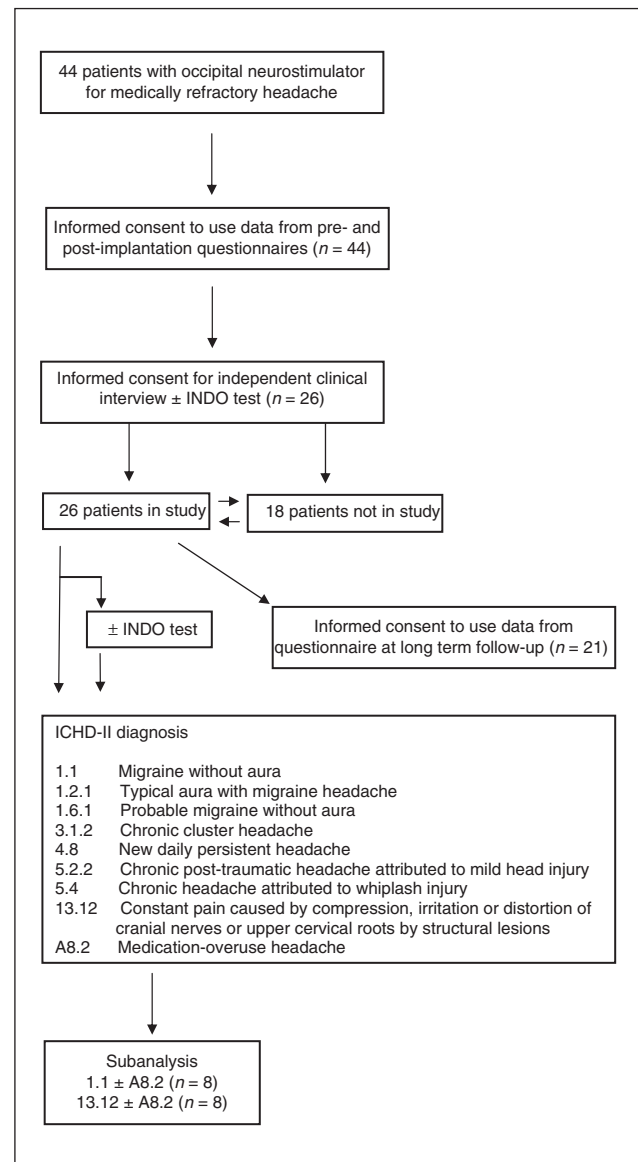 44 patients with occipital neurostimulator
for medically refractory headache
Informed consent to use data from pre- and
post-implantation questionnaires (n = 44)
Informed consent for independent clinical
interview ± INDO test (n = 26)
26 patients in study
18 patients not in study
± INDO test
Informed consent to use data from
questionnaire at long term follow-up (n = 21)
ICHD-II diagnosis
1.1 Migraine without aura
1.2.1 Typical aura with migraine headache
1.6.1 Probable migraine without aura
3.1.2 Chronic cluster headache
4.8 New daily persistent headache
5.2.2 Chronic post-traumatic headache attributed to mild head injury
5.4 Chronic headache attributed to whiplash injury
13.12 Constant pain caused by compression, irritation or distortion of
cranial nerves or upper cervical roots by structural lesions
A8.2 Medication-overuse headache
Subanalysis
1.1 ± A8.2 (n = 8)
13.12 ± A8.2 (n = 8)